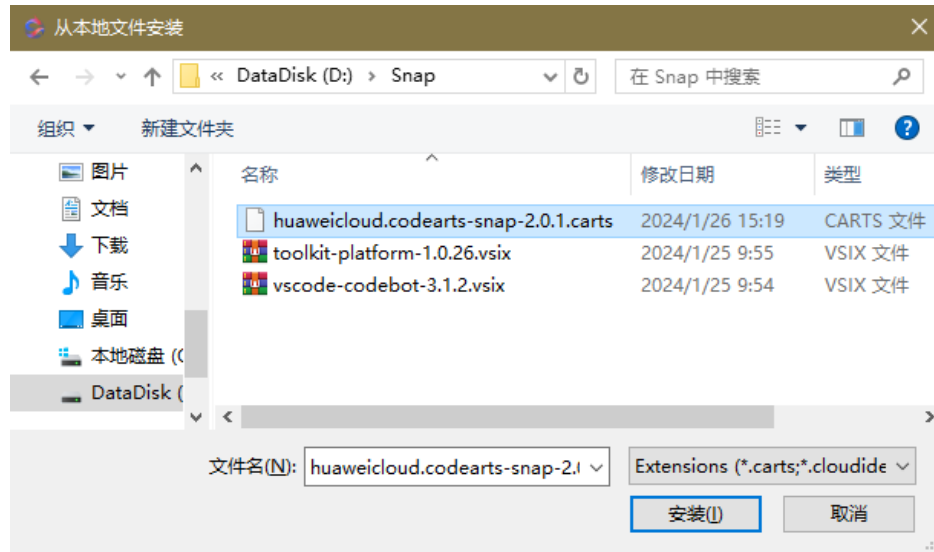 从本地文件安装
« DataDisk (D:) › Snap
在 Snap 中搜索
组织
新建文件夹
名称 修改日期 类型
图片
文档
下载
音乐
桌面
本地磁盘 (C
DataDisk (
huaweicloud.codearts-snap-2.0.1.carts 2024/1/26 15:19 CARTS 文件
toolkit-platform-1.0.26.vsix 2024/1/25 9:55 VSIX 文件
vscode-codebot-3.1.2.vsix 2024/1/25 9:54 VSIX 文件
文件名(N): huaweicloud.codearts-snap-2.( Extensions (*.carts;*.cloudide
安装(I) 取消